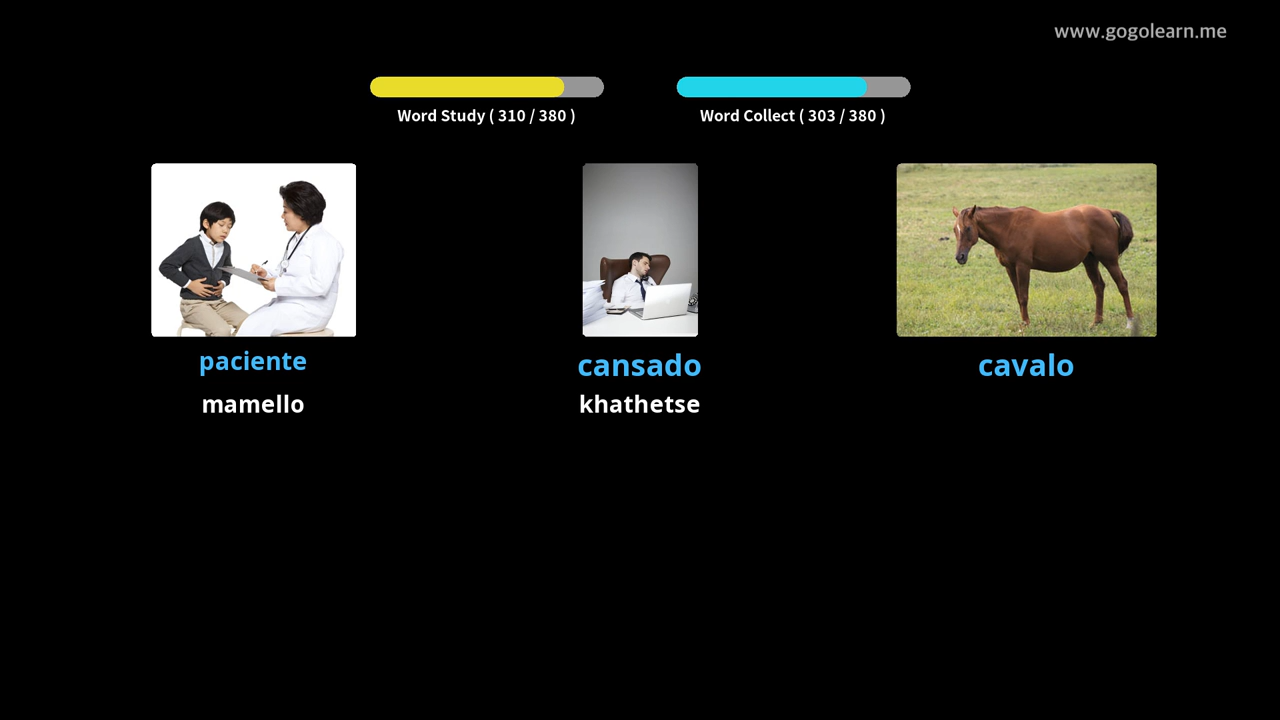 www.gogolearn.me
Word Study ( 310 / 380 )
Word Collect ( 303 / 380 )
paciente
mamello
cansado
khathetse
cavalo